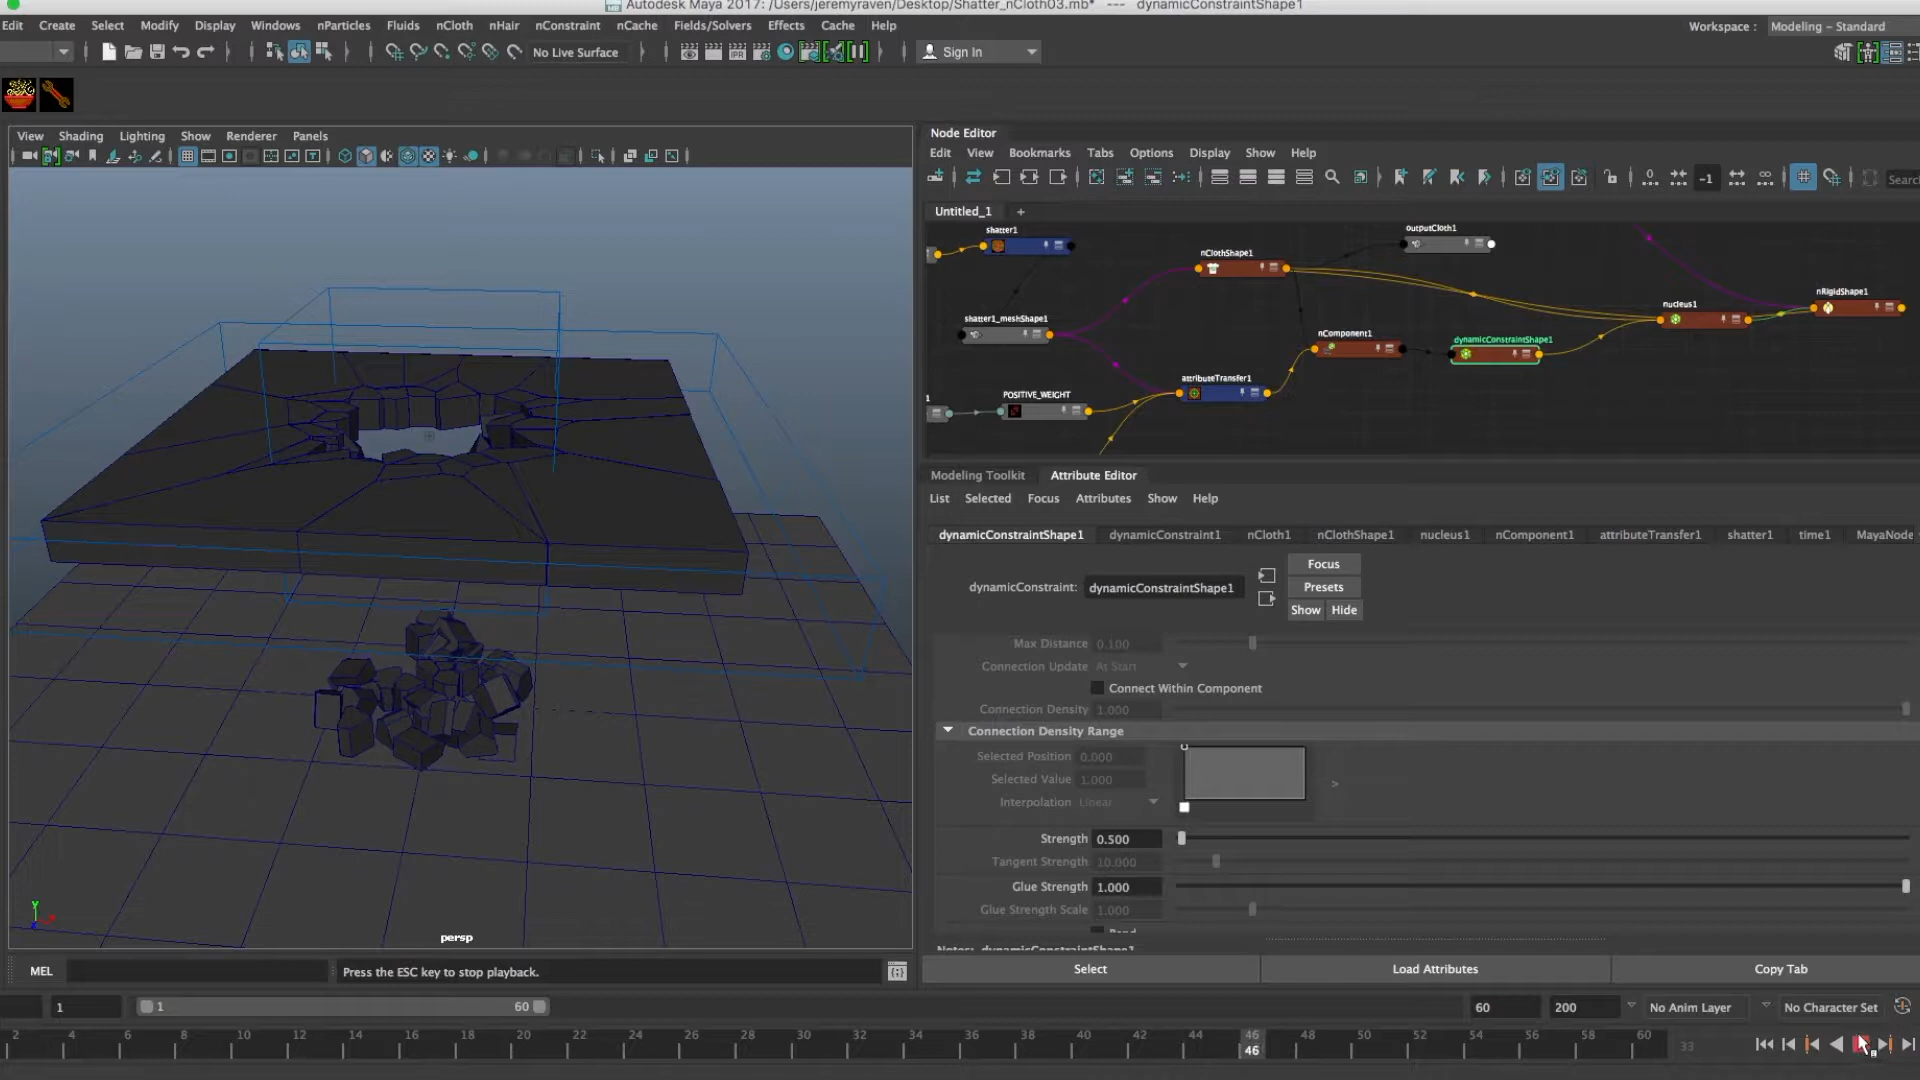 Autodesk Maya 2017: /Users/jeremyraven/Desktop/Shatter_nCloth03.mb* --- dynamicConstraintShape1
Edit Create Select Modify Display Windows nParticles Fluids nCloth nHair nConstraint nCache Fields/Solvers Effects Cache Help
Workspace : Modeling - Standard
No Live Surface
Sign In
View Shading Lighting Show Renderer Panels
Node Editor
Edit View Bookmarks Tabs Options Display Show Help
-1
Search
Untitled_1 +
shatter1
outputCloth1
nClothShape1
nRigidShape1
nucleus1
shatter1_meshShape1
nComponent1
dynamicConstraintShape1
attributeTransfer1
POSITIVE_WEIGHT
1
Modeling Toolkit Attribute Editor
List Selected Focus Attributes Show Help
dynamicConstraintShape1 dynamicConstraint1 nCloth1 nClothShape1 nucleus1 nComponent1 attributeTransfer1 shatter1 time1 MayaNode
Focus
dynamicConstraint: dynamicConstraintShape1
Presets
Show Hide
Max Distance 0.100
Connection Update At Start
Connect Within Component
Connection Density 1.000
Connection Density Range
Selected Position 0.000
Selected Value 1.000
>
Interpolation Linear
Strength 0.500
Tangent Strength 10.000
Glue Strength 1.000
Glue Strength Scale 1.000
Bend
Notes: dynamicConstraintShape1
Y
persp
Select Load Attributes Copy Tab
MEL
Press the ESC key to stop playback.
1 1 60 60 200 No Anim Layer No Character Set
2 4 6 8 10 12 14 16 18 20 22 24 26 28 30 32 34 36 38 40 42 44 46 48 50 52 54 56 58 60
46
33